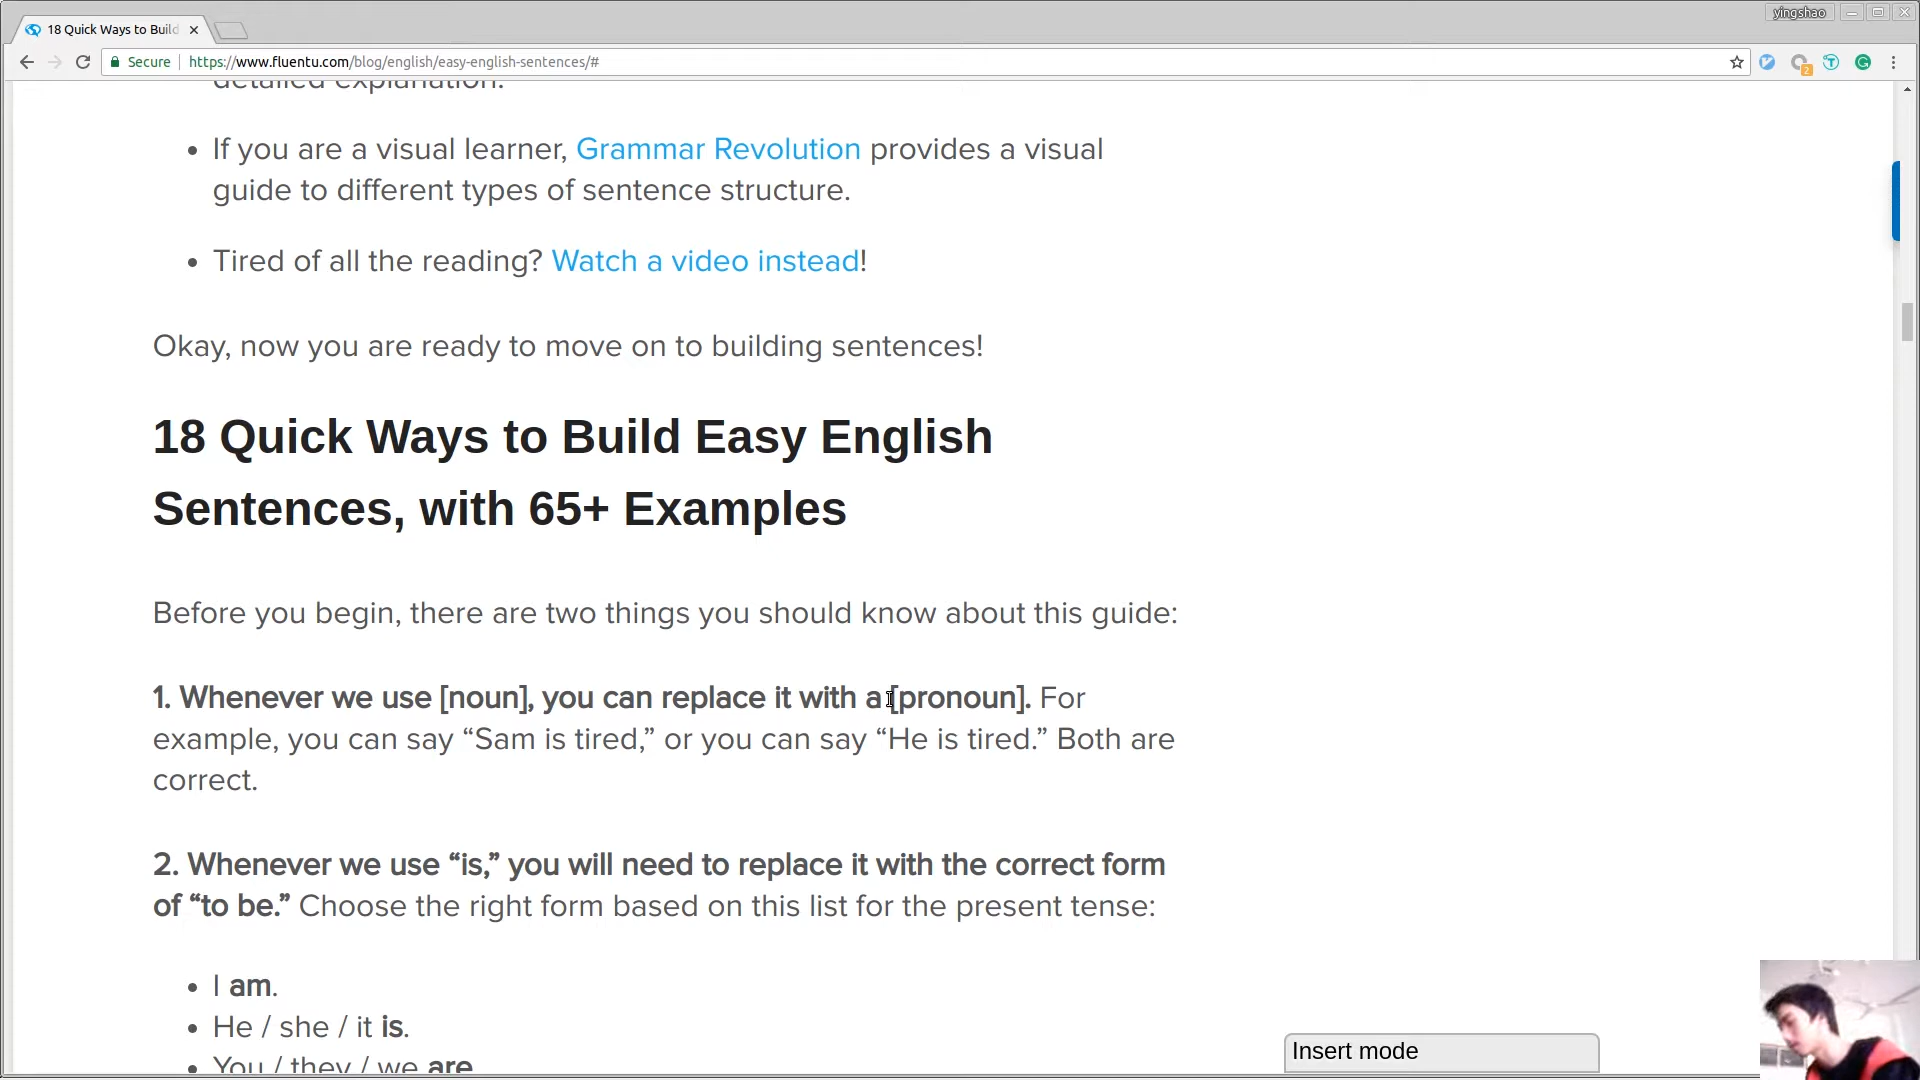 yingshao
18 Quick Ways to Build
Secure
https://www.fluentu.com/blog/english/easy-english-sentences/#
2
detailed explanation.
• If you are a visual learner, Grammar Revolution provides a visual
guide to different types of sentence structure.
• Tired of all the reading? Watch a video instead!
Okay, now you are ready to move on to building sentences!
18 Quick Ways to Build Easy English
Sentences, with 65+ Examples
Before you begin, there are two things you should know about this guide:
1. Whenever we use [noun], you can replace it with a [pronoun]. For
example, you can say “Sam is tired,” or you can say “He is tired.” Both are
correct.
2. Whenever we use “is,” you will need to replace it with the correct form
of “to be.” Choose the right form based on this list for the present tense:
• I am.
• He / she / it is.
• You / they / we are
Insert mode